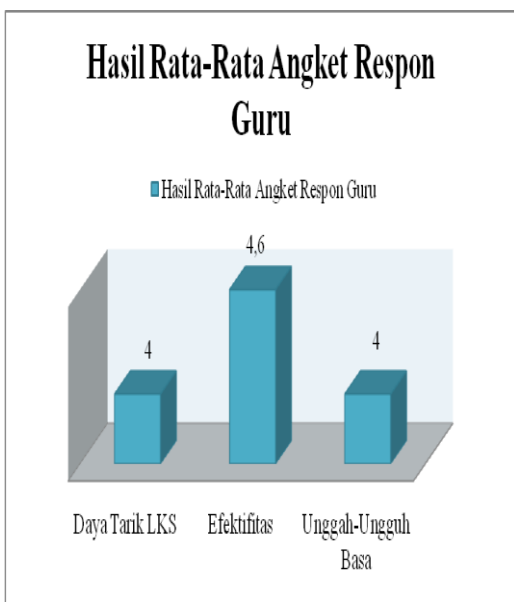 Hasil Rata-Rata Angket Respon
Guru
Hasil Rata-Rata Angket Respon Guru
4,6
4
4
Daya Tarik LKS
Efektifitas
Unggah-Ungguh
Basa